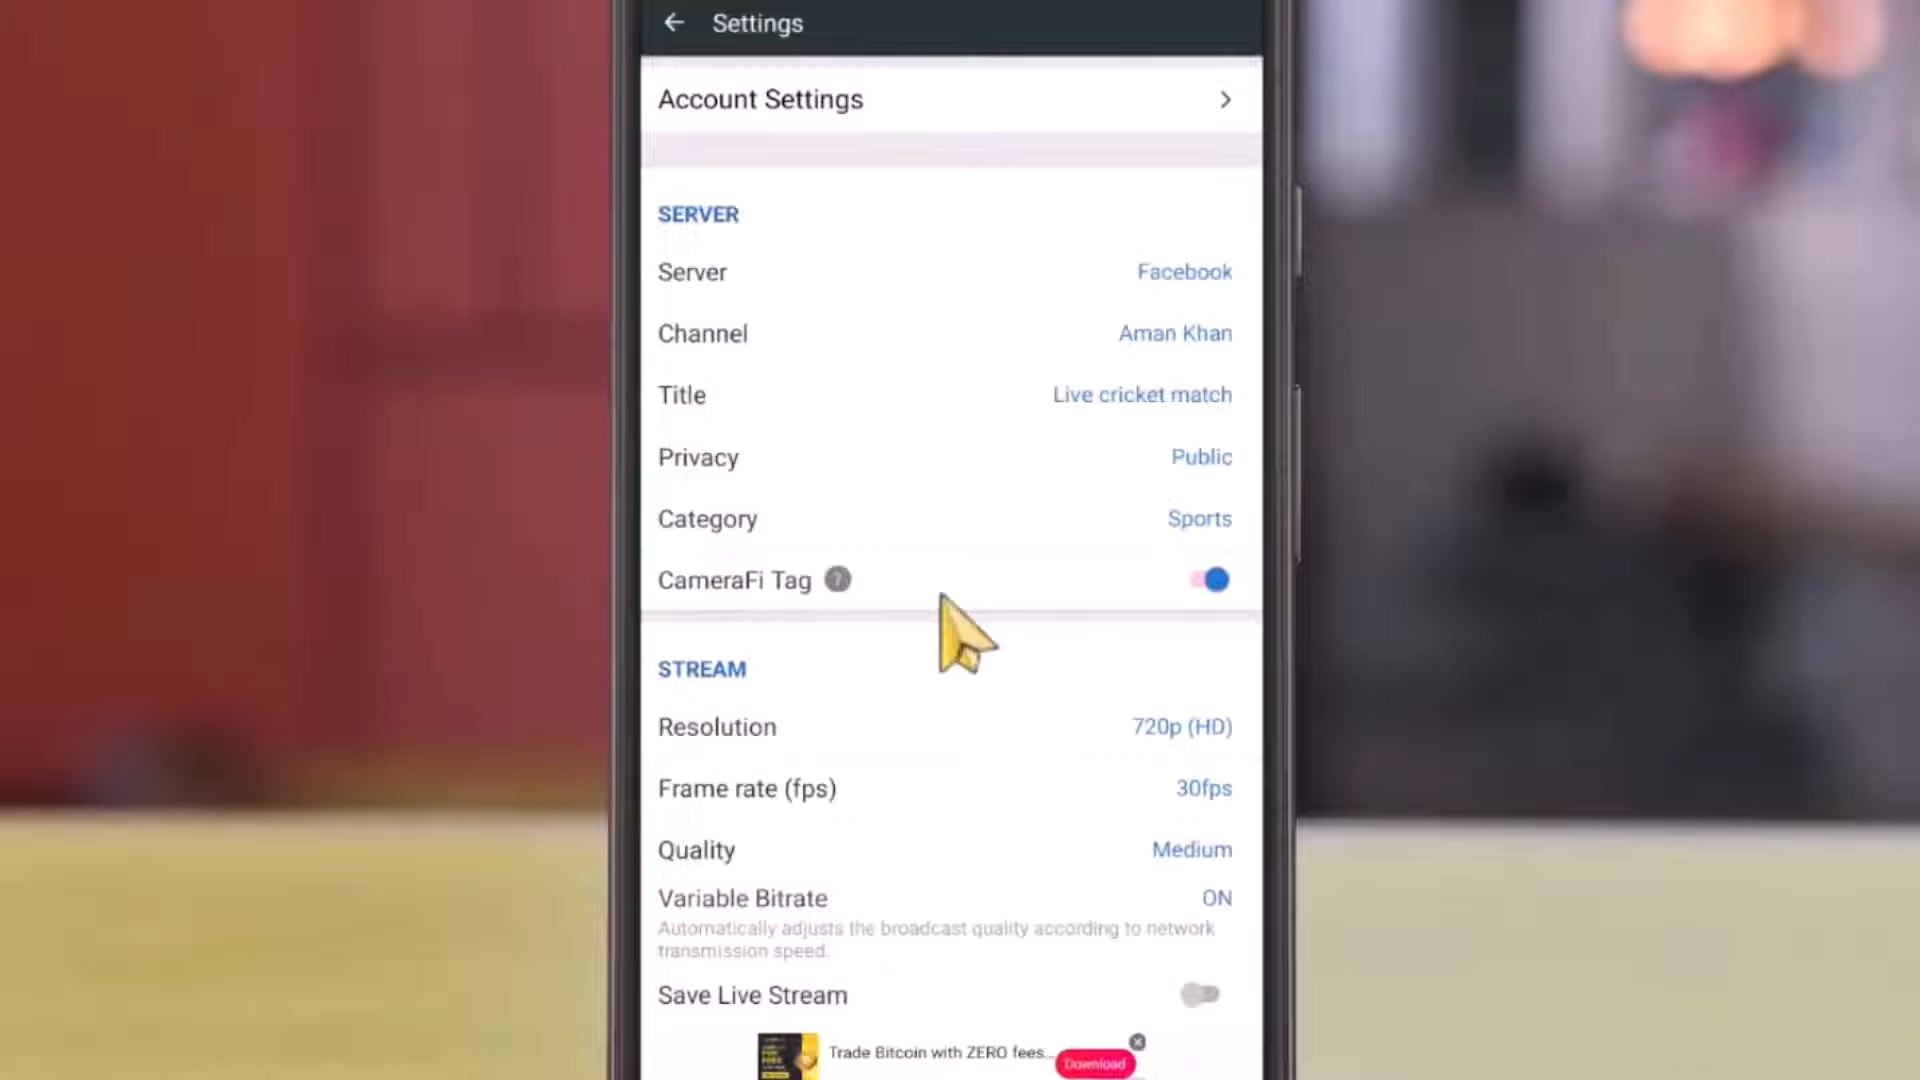 Settings
Account Settings
SERVER
Server Facebook
Channel Aman Khan
Title Live cricket match
Privacy Public
Category Sports
CameraFi Tag ?
STREAM
Resolution 720p (HD)
Frame rate (fps) 30fps
Quality Medium
Variable Bitrate ON
Automatically adjusts the broadcast quality according to network
transmission speed.
Save Live Stream
Trade Bitcoin with ZERO fees...
Download